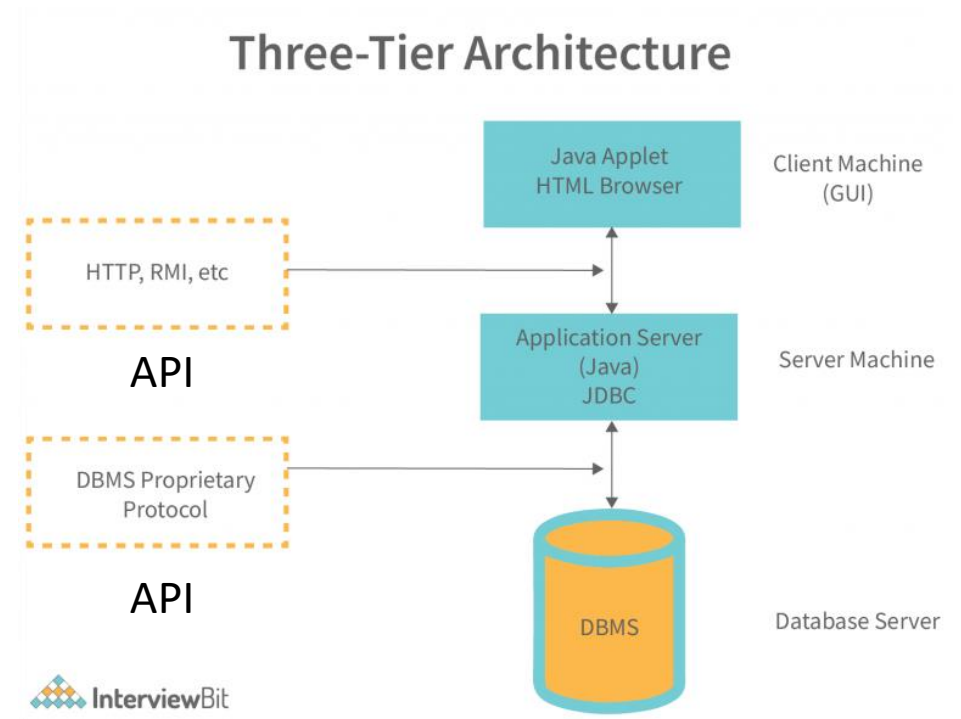 Three-Tier Architecture
Java Applet
HTML Browser
Client Machine
(GUI)
HTTP, RMI, etc
API
Application Server
(Java)
JDBC
Server Machine
DBMS Proprietary
Protocol
API
DBMS
Database Server
InterviewBit